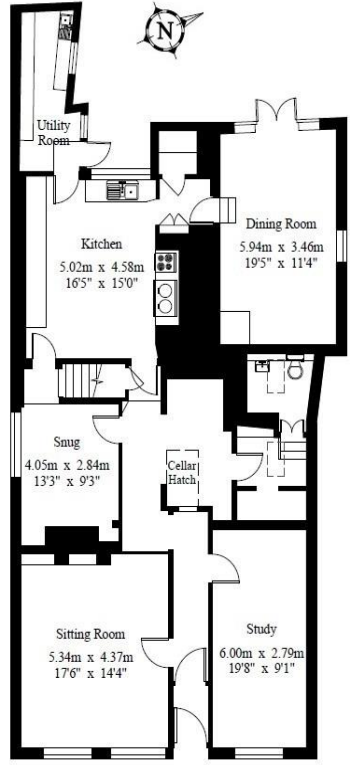 N
Utility
Room
Dining Room
5.94m x 3.46m
19'5" x 11'4"
Kitchen
5.02m x 4.58m
16'5" x 15'0"
Snug
4.05m x 2.84m
13'3" x 9'3"
Cellar
Hatch
Sitting Room
5.34m x 4.37m
17'6" x 14'4"
Study
6.00m x 2.79m
19'8" x 9'1"